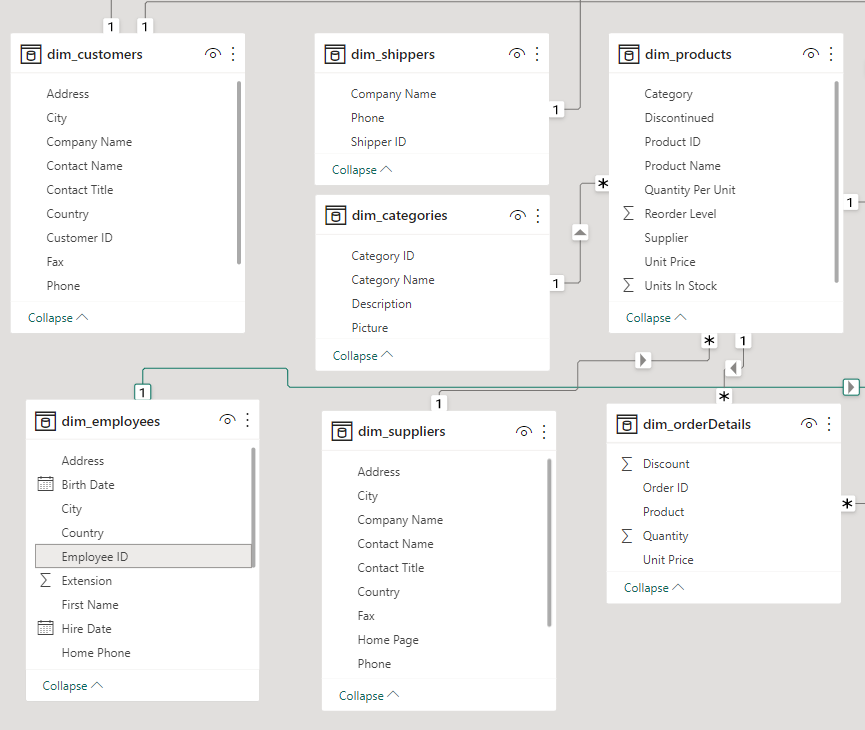 1
1
dim_customers
Address
City
Company Name
Contact Name
Contact Title
Country
Customer ID
Fax
Phone
Collapse
dim_shippers
Company Name
Phone
Shipper ID
Collapse
1
dim_categories
Category ID
Category Name
Description
Picture
Collapse
1
*
dim_products
Category
Discontinued
Product ID
Product Name
Quantity Per Unit
Σ Reorder Level
Supplier
Unit Price
Σ Units In Stock
Collapse
1
*
1
1
dim_employees
Address
Birth Date
City
Country
Employee ID
Σ Extension
First Name
Hire Date
Home Phone
Collapse
1
dim_suppliers
Address
City
Company Name
Contact Name
Contact Title
Country
Fax
Home Page
Phone
Collapse
*
dim_orderDetails
Σ Discount
Order ID
Product
Σ Quantity
Unit Price
Collapse
*